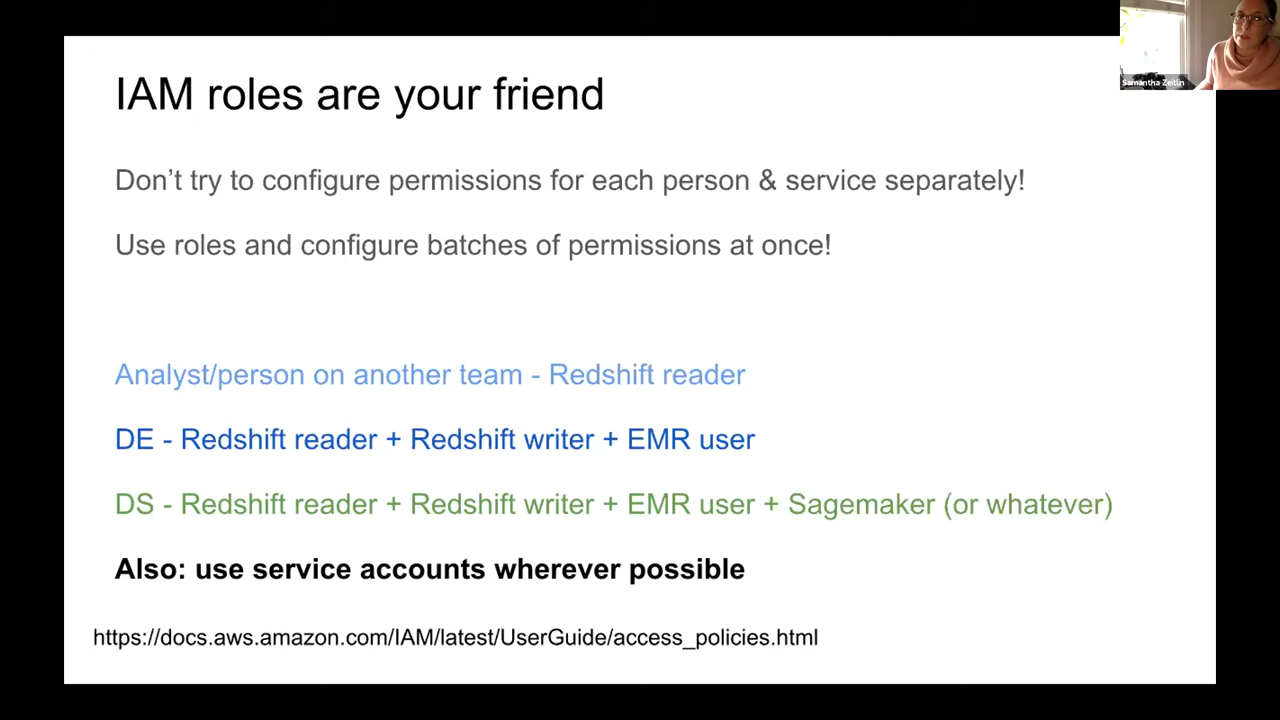 IAM roles are your friend
Don’t try to configure permissions for each person & service separately!
Use roles and configure batches of permissions at once!
Analyst/person on another team - Redshift reader
DE - Redshift reader + Redshift writer + EMR user
DS - Redshift reader + Redshift writer + EMR user + Sagemaker (or whatever)
Also: use service accounts wherever possible
https://docs.aws.amazon.com/IAM/latest/UserGuide/access_policies.html
Samantha Zeitlin